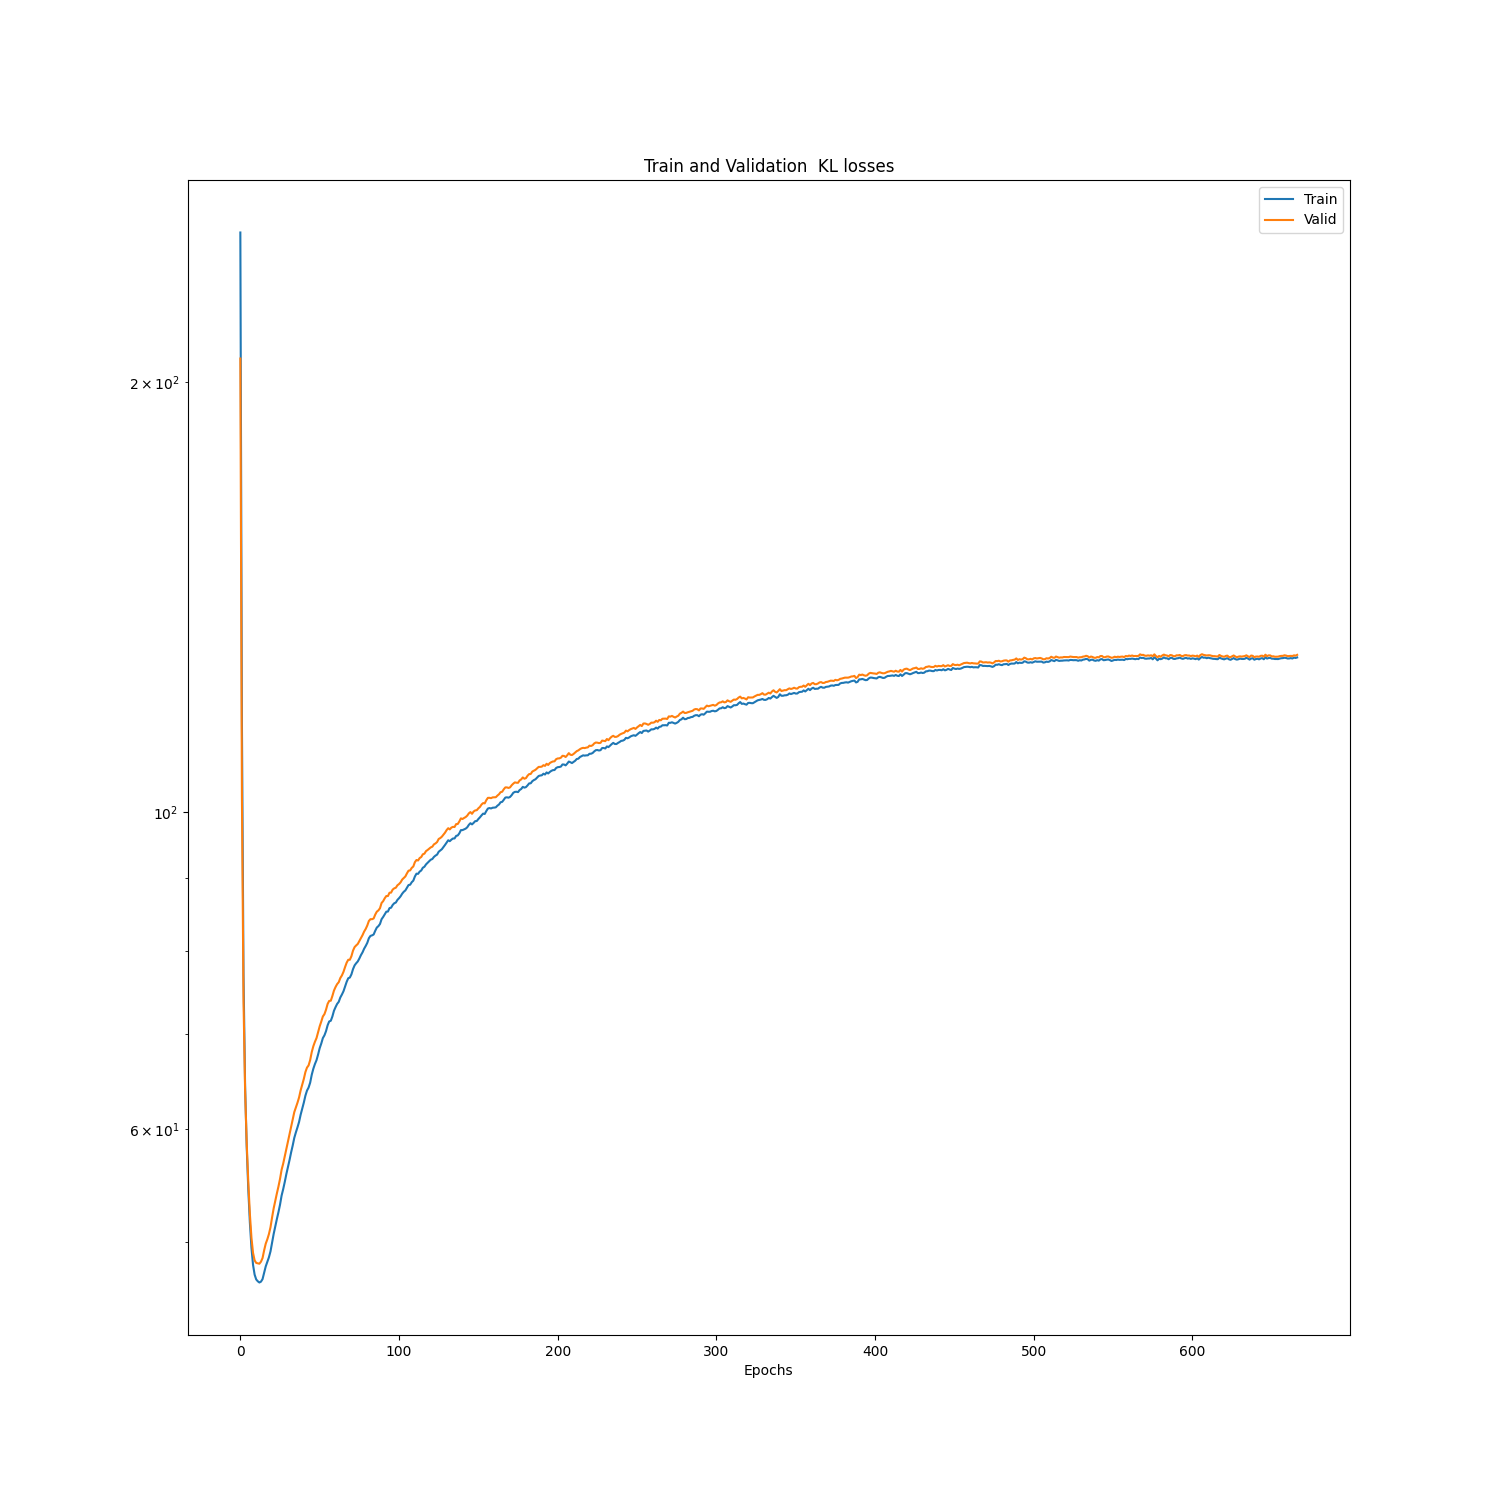 Train and Validation  KL losses
Train
Valid
2 × 10²
10²
6 × 10¹
0 100 200 300 400 500 600
Epochs